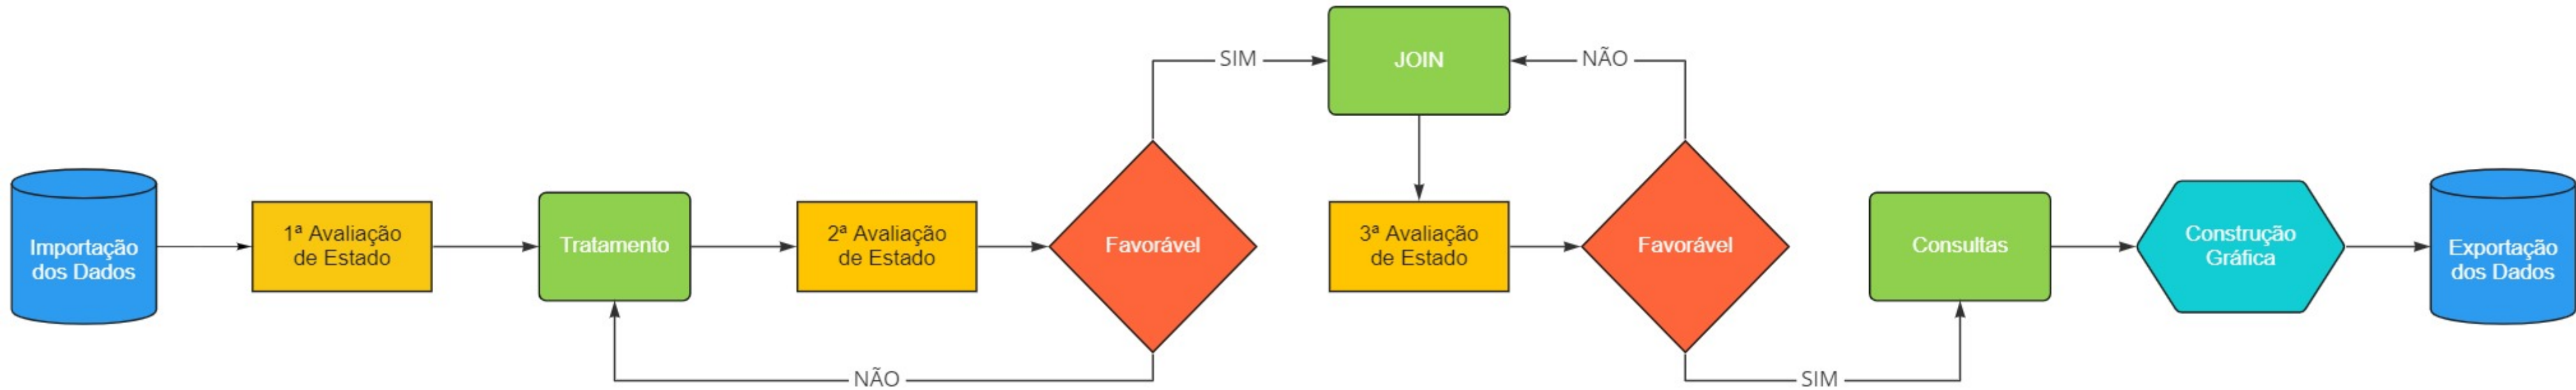 Importação
dos Dados
1ª Avaliação
de Estado
Tratamento
2ª Avaliação
de Estado
Favorável
SIM
NÃO
JOIN
3ª Avaliação
de Estado
Favorável
NÃO
SIM
Consultas
Construção
Gráfica
Exportação
dos Dados